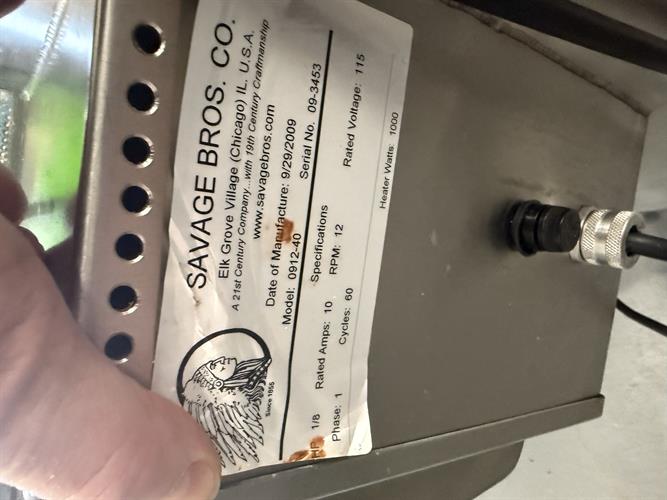 SAVAGE BROS. CO.
Elk Grove Village (Chicago) IL. U.S.A.
A 21st Century Company...with 19th Century Craftmanship
www.savagebros.com
Date of Manufacture: 9/29/2009
Model: 0912-40 Serial No. 09-3453
Specifications
HP 1/8 Rated Amps: 10 RPM: 12 Rated Voltage: 115
Phase: 1 Cycles: 60
Heater Watts: 1000
Since 1855